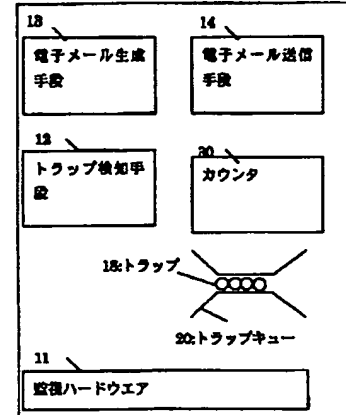 13
電子メール生成
手段
14
電子メール送信
手段
12
トラップ検知手
段
30
カウンタ
18:トラップ
20:トラップキュー
11
監視ハードウエア